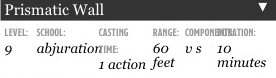 Prismatic Wall ▼
LEVEL: SCHOOL: CASTING TIME: RANGE: COMPONENTS: DURATION:
9 abjuration 1 action 60 feet v s 10 minutes